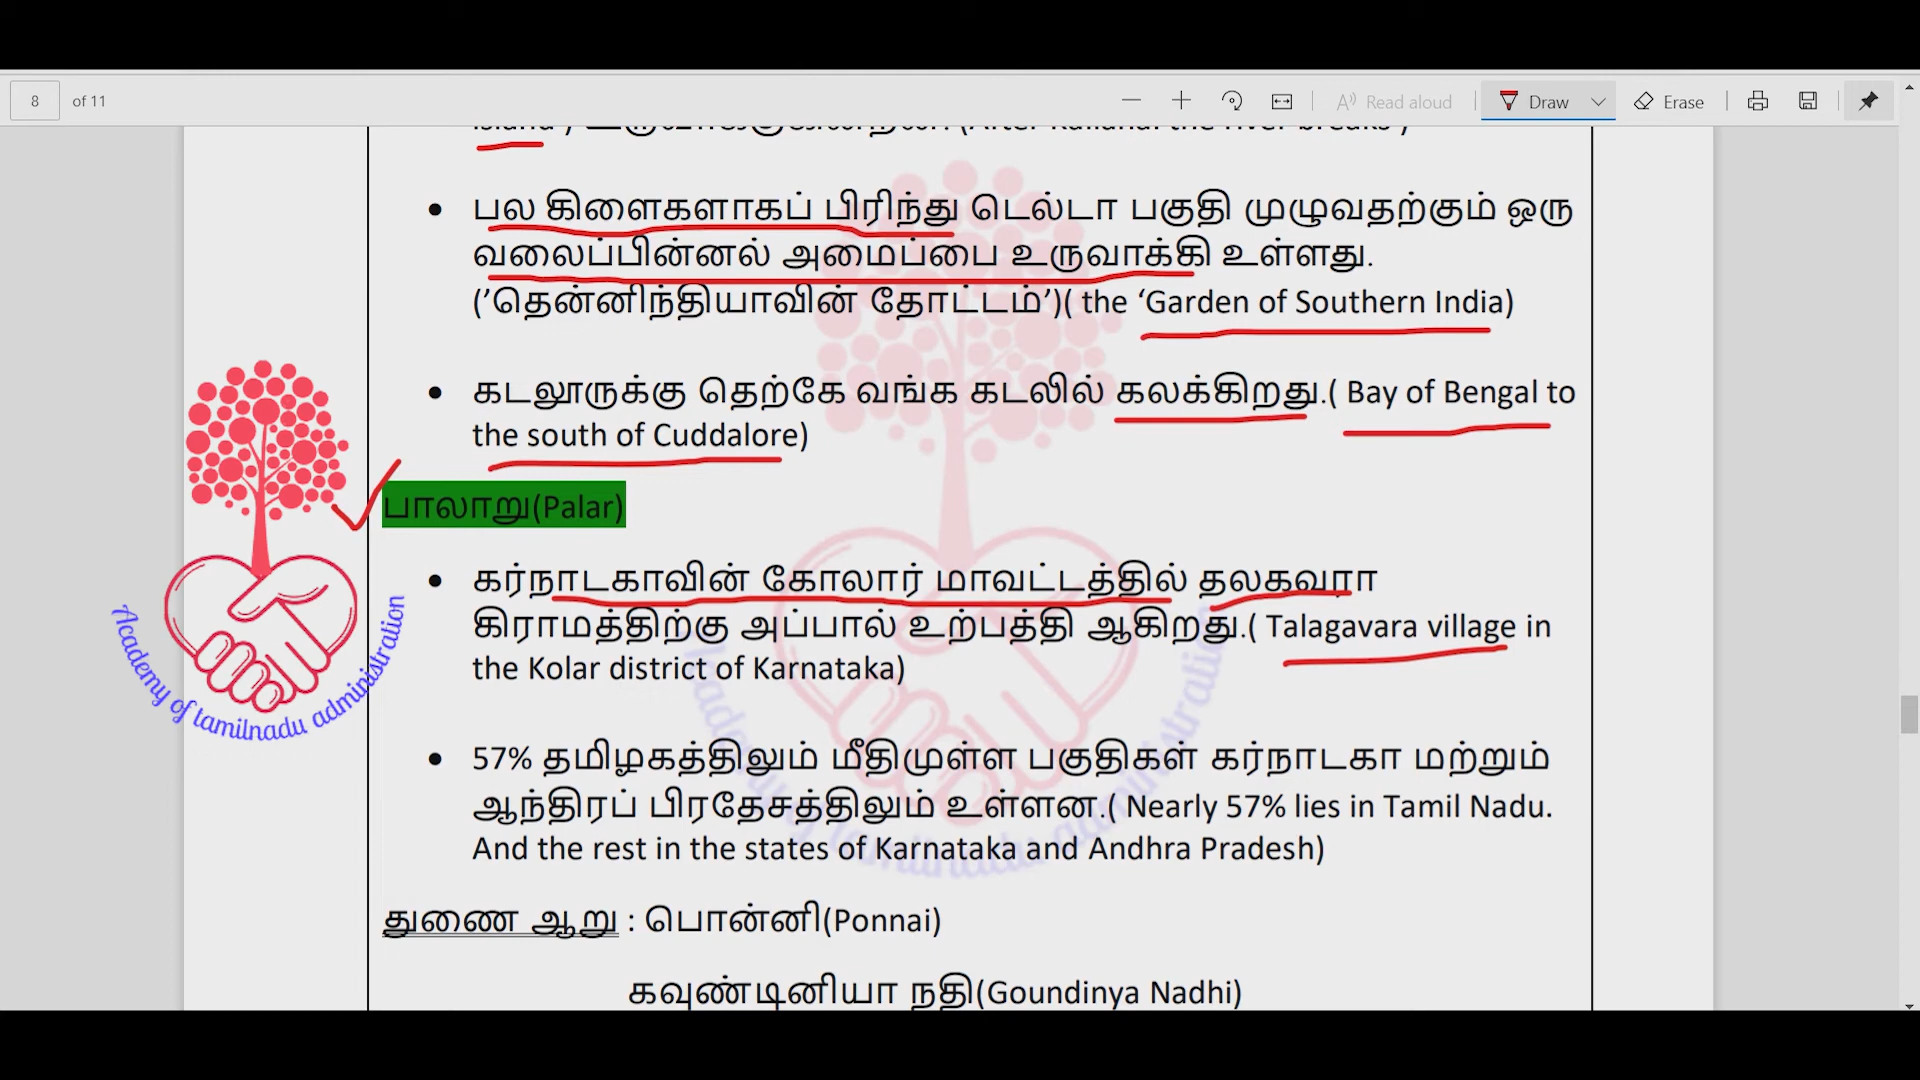 8 of 11 Read aloud Draw Erase
பல கிளைகளாகப் பிரிந்து டெல்டா பகுதி முழுவதற்கும் ஒரு
வலைப்பின்னல் அமைப்பை உருவாக்கி உள்ளது.
(’தென்னிந்தியாவின் தோட்டம்’)( the ‘Garden of Southern India)
கடலூருக்கு தெற்கே வங்க கடலில் கலக்கிறது.( Bay of Bengal to
the south of Cuddalore)
பாலாறு(Palar)
கர்நாடகாவின் கோலார் மாவட்டத்தில் தலகவரா
கிராமத்திற்கு அப்பால் உற்பத்தி ஆகிறது.( Talagavara village in
the Kolar district of Karnataka)
Academy of tamilnadu administration
57% தமிழகத்திலும் மீதிமுள்ள பகுதிகள் கர்நாடகா மற்றும்
ஆந்திரப் பிரதேசத்திலும் உள்ளன.( Nearly 57% lies in Tamil Nadu.
And the rest in the states of Karnataka and Andhra Pradesh)
துணை ஆறு : பொன்னி(Ponnai)
கவுண்டினியா நதி(Goundinya Nadhi)